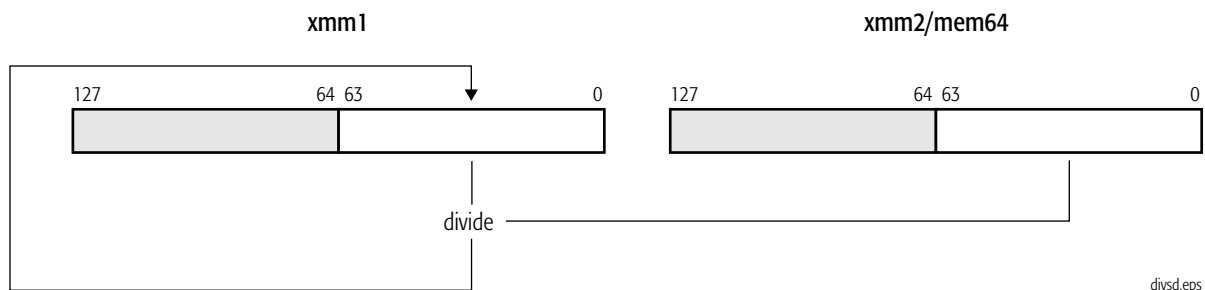 xmm1 xmm2/mem64
127 64 63 0 127 64 63 0
divide
divsd.eps